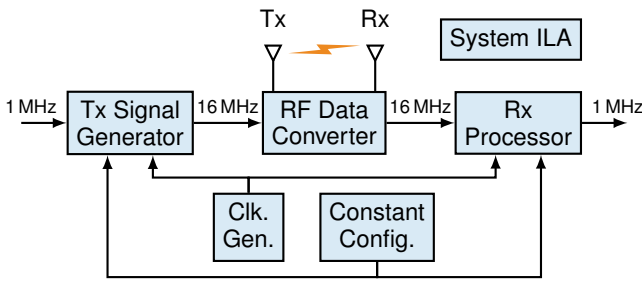 Tx Rx
System ILA
1 MHz
Tx Signal
Generator
16 MHz
RF Data
Converter
16 MHz
Rx
Processor
1 MHz
Clk.
Gen.
Constant
Config.